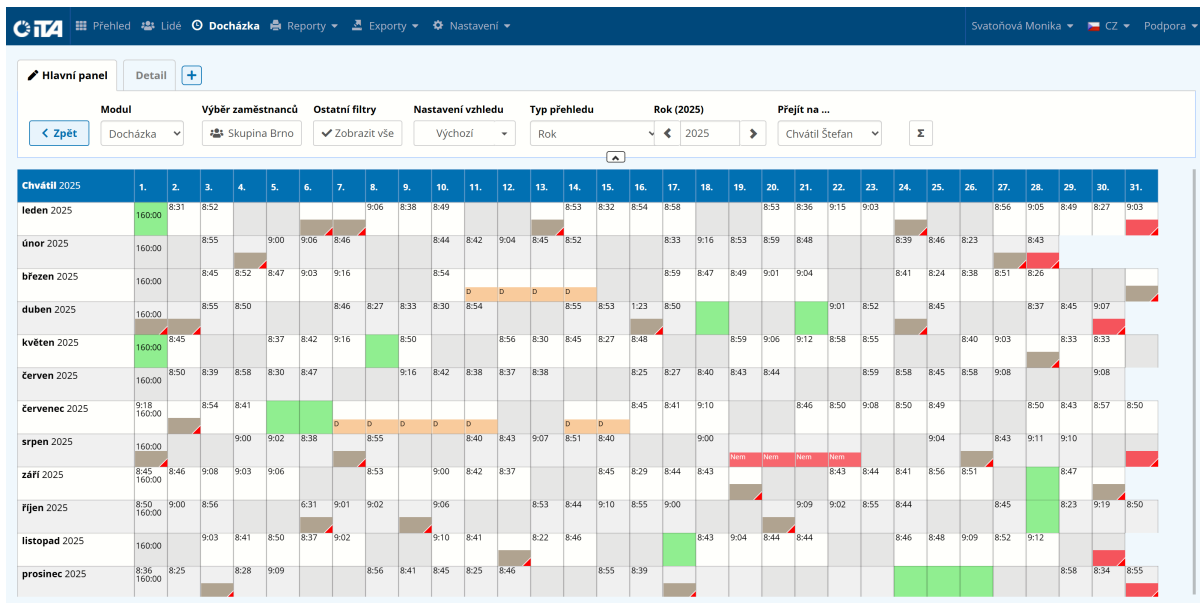 iTA Přehled Lidé Docházka Reporty Exporty Nastavení Svatoňová Monika CZ Podpora
Hlavní panel Detail +
Modul Výběr zaměstnanců Ostatní filtry Nastavení vzhledu Typ přehledu Rok (2025) Přejít na ...
Zpět Docházka Skupina Brno Zobrazit vše Výchozí Rok 2025 Chvátil Štefan Σ
Chvátil 2025 1. 2. 3. 4. 5. 6. 7. 8. 9. 10. 11. 12. 13. 14. 15. 16. 17. 18. 19. 20. 21. 22. 23. 24. 25. 26. 27. 28. 29. 30. 31.
leden 2025 160:00 8:31 8:52 9:06 8:38 8:49 8:53 8:32 8:54 8:58 8:53 8:36 9:15 9:03 8:56 9:05 8:49 8:27 9:03
únor 2025 160:00 8:55 9:00 9:06 8:46 8:44 8:42 9:04 8:45 8:52 8:33 9:16 8:53 8:59 8:48 8:39 8:46 8:23 8:43
březen 2025 160:00 8:45 8:52 8:47 9:03 9:16 8:54 D D D D 8:59 8:47 8:49 9:01 9:04 8:41 8:24 8:38 8:51 8:26
duben 2025 160:00 8:55 8:50 8:46 8:27 8:33 8:30 8:54 8:55 8:53 1:23 8:50 9:01 8:52 8:45 8:37 8:45 9:07
květen 2025 160:00 8:45 8:37 8:42 9:16 8:50 8:56 8:30 8:45 8:27 8:48 8:59 9:06 9:12 8:58 8:55 8:40 9:03 8:33 8:33
červen 2025 160:00 8:50 8:39 8:58 8:30 8:47 9:16 8:42 8:38 8:37 8:38 8:25 8:27 8:40 8:43 8:44 8:59 8:58 8:45 8:58 9:08 9:08
červenec 2025 9:18 160:00 8:54 8:41 D D D D D D D 8:45 8:41 9:10 8:46 8:50 9:08 8:50 8:49 8:50 8:43 8:57 8:50
srpen 2025 160:00 9:00 9:02 8:38 8:55 8:40 8:43 9:07 8:51 8:40 9:00 Nem Nem Nem Nem 9:04 8:43 9:11 9:10
září 2025 8:45 160:00 8:46 9:08 9:03 9:06 8:53 9:00 8:42 8:37 8:45 8:29 8:44 8:43 8:43 8:44 8:41 8:56 8:51 8:47
říjen 2025 8:50 160:00 9:00 8:56 6:31 9:01 9:02 9:06 8:53 8:44 9:10 8:55 9:00 9:09 9:02 8:55 8:44 8:45 8:23 9:19 8:50
listopad 2025 160:00 9:03 8:41 8:50 8:37 9:02 9:10 8:41 8:22 8:46 8:43 9:04 8:44 8:44 8:46 8:48 9:09 8:52 9:12
prosinec 2025 8:36 160:00 8:25 8:28 9:09 8:56 8:41 8:45 8:25 8:46 8:55 8:39 8:58 8:34 8:55